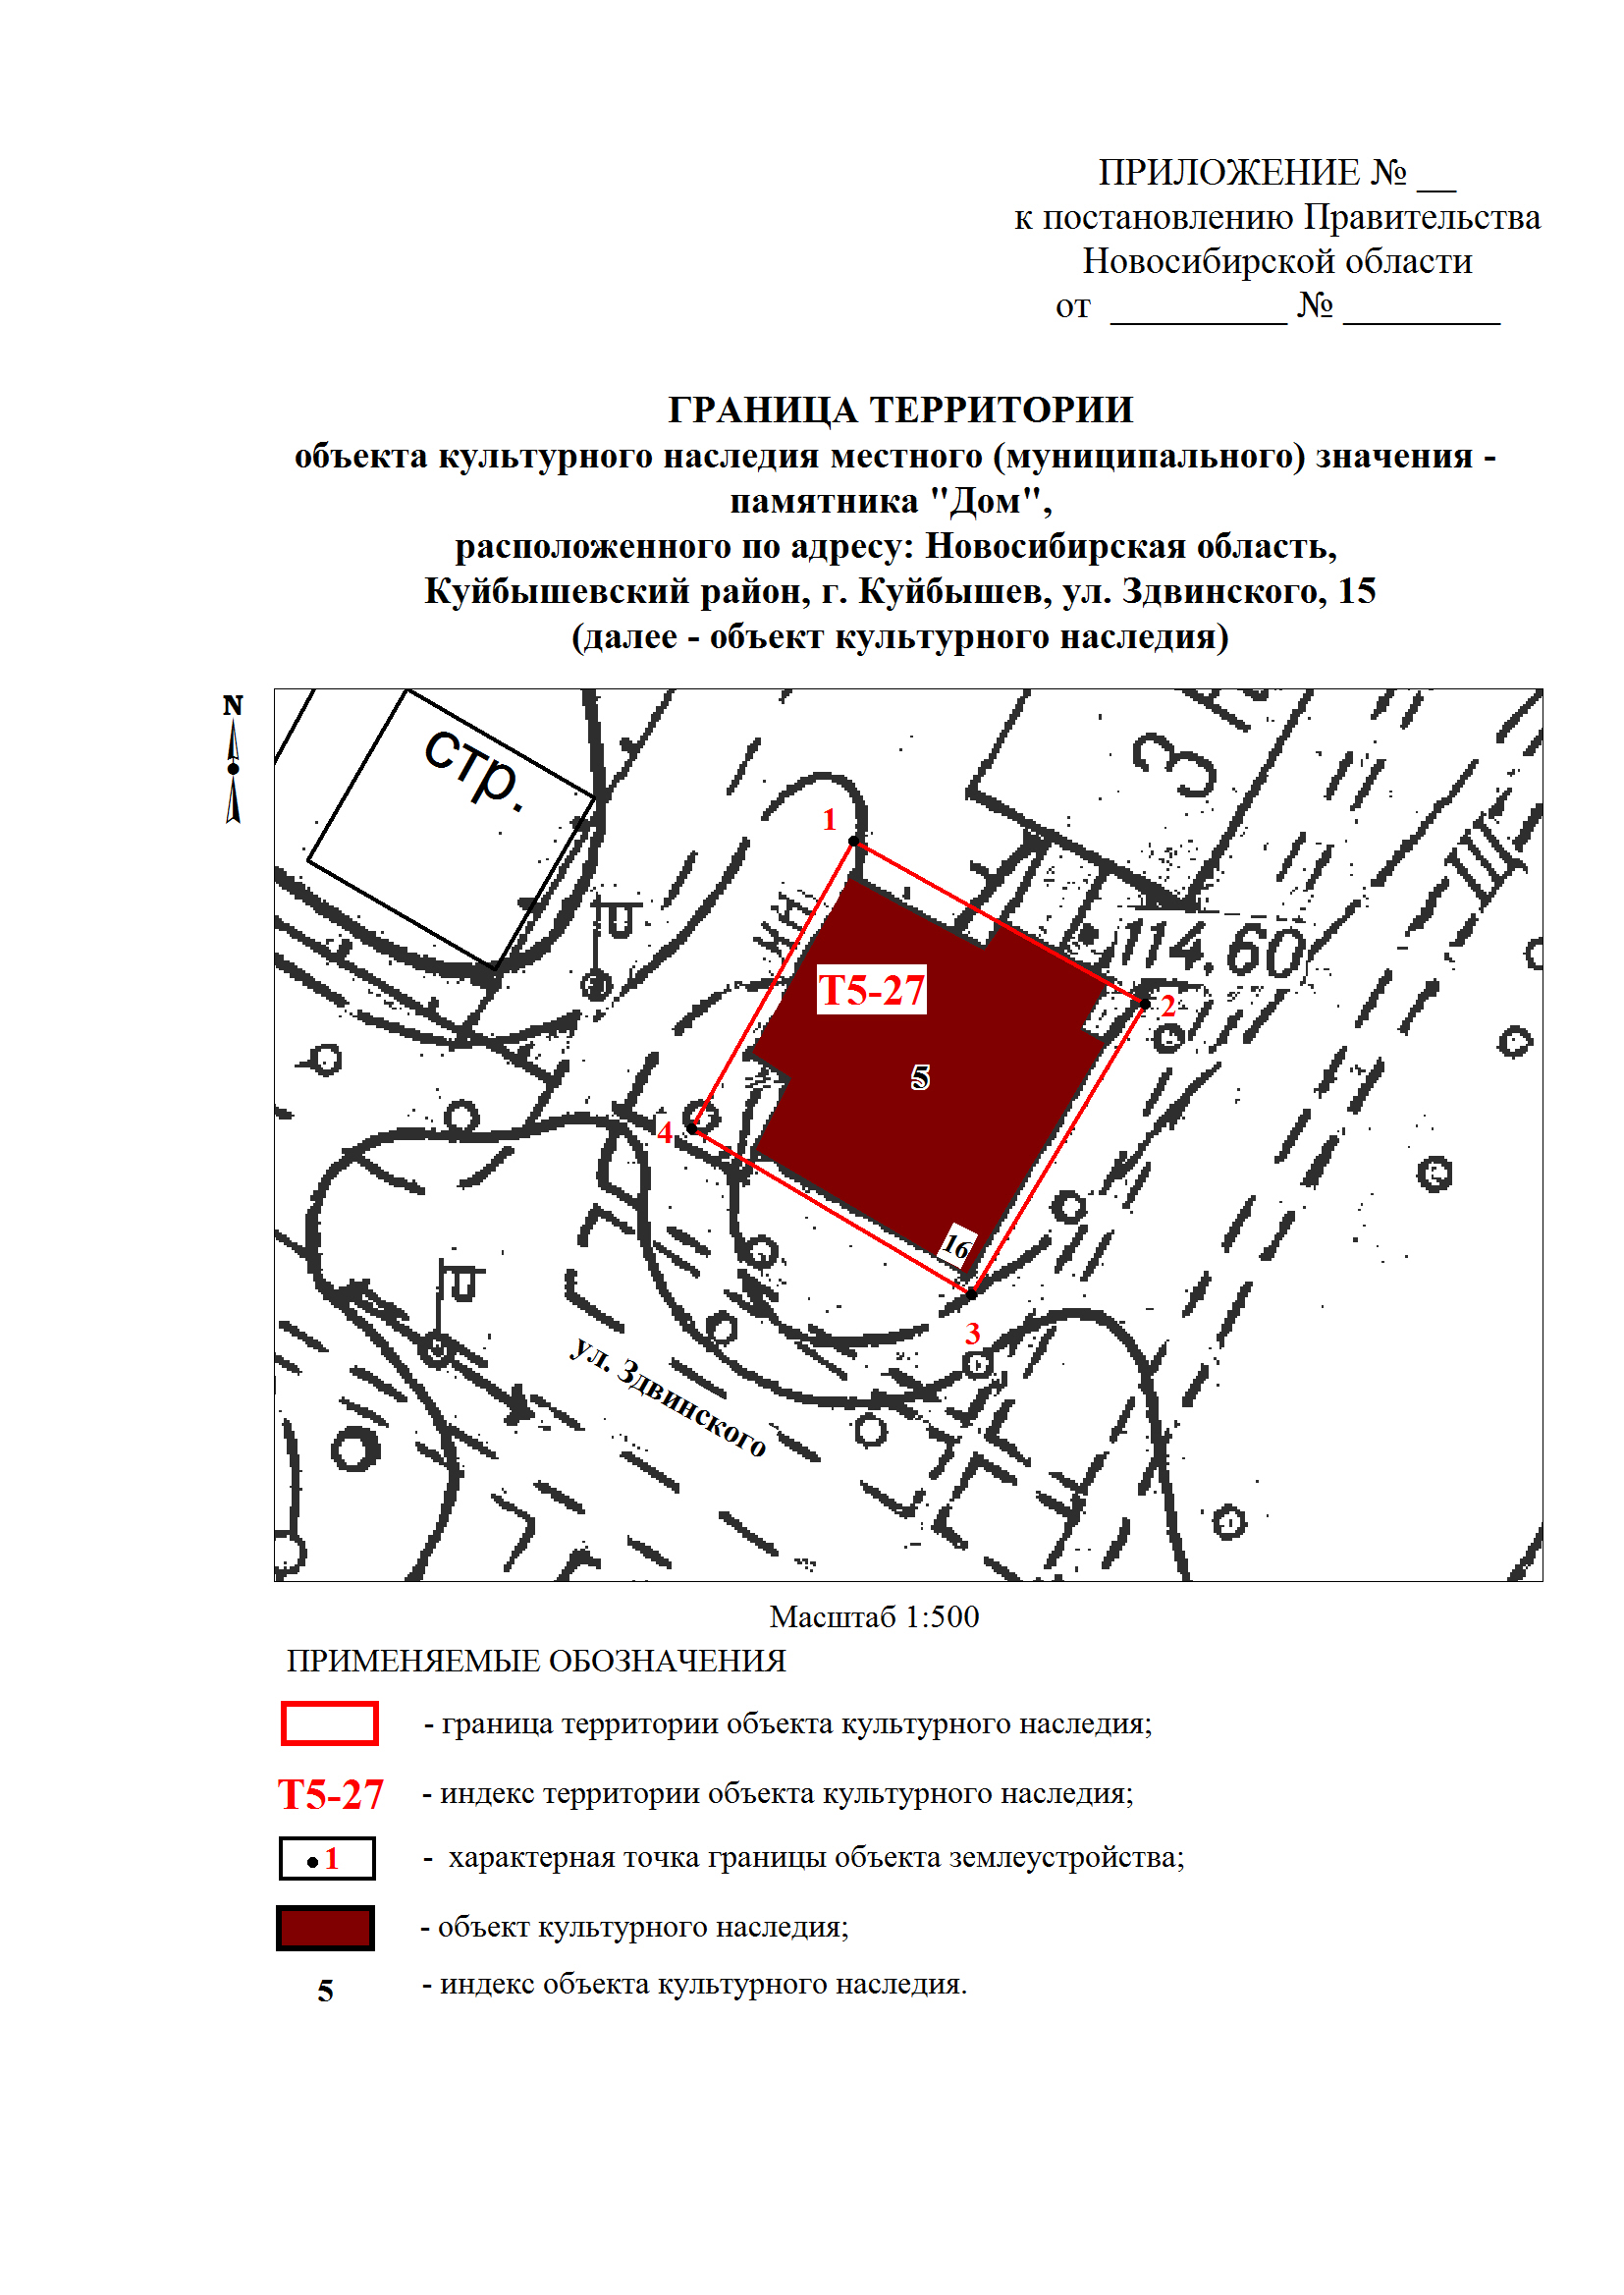 ПРИЛОЖЕНИЕ № __
к постановлению Правительства
Новосибирской области
от _________ № ________
ГРАНИЦА ТЕРРИТОРИИ
объекта культурного наследия местного (муниципального) значения -
памятника "Дом",
расположенного по адресу: Новосибирская область,
Куйбышевский район, г. Куйбышев, ул. Здвинского, 15
(далее - объект культурного наследия)
N
стр.
З
1
114.60
Т5-27
2
5
4
16
3
ул. Здвинского
Масштаб 1:500
ПРИМЕНЯЕМЫЕ ОБОЗНАЧЕНИЯ
- граница территории объекта культурного наследия;
Т5-27 - индекс территории объекта культурного наследия;
1 - характерная точка границы объекта землеустройства;
- объект культурного наследия;
5 - индекс объекта культурного наследия.